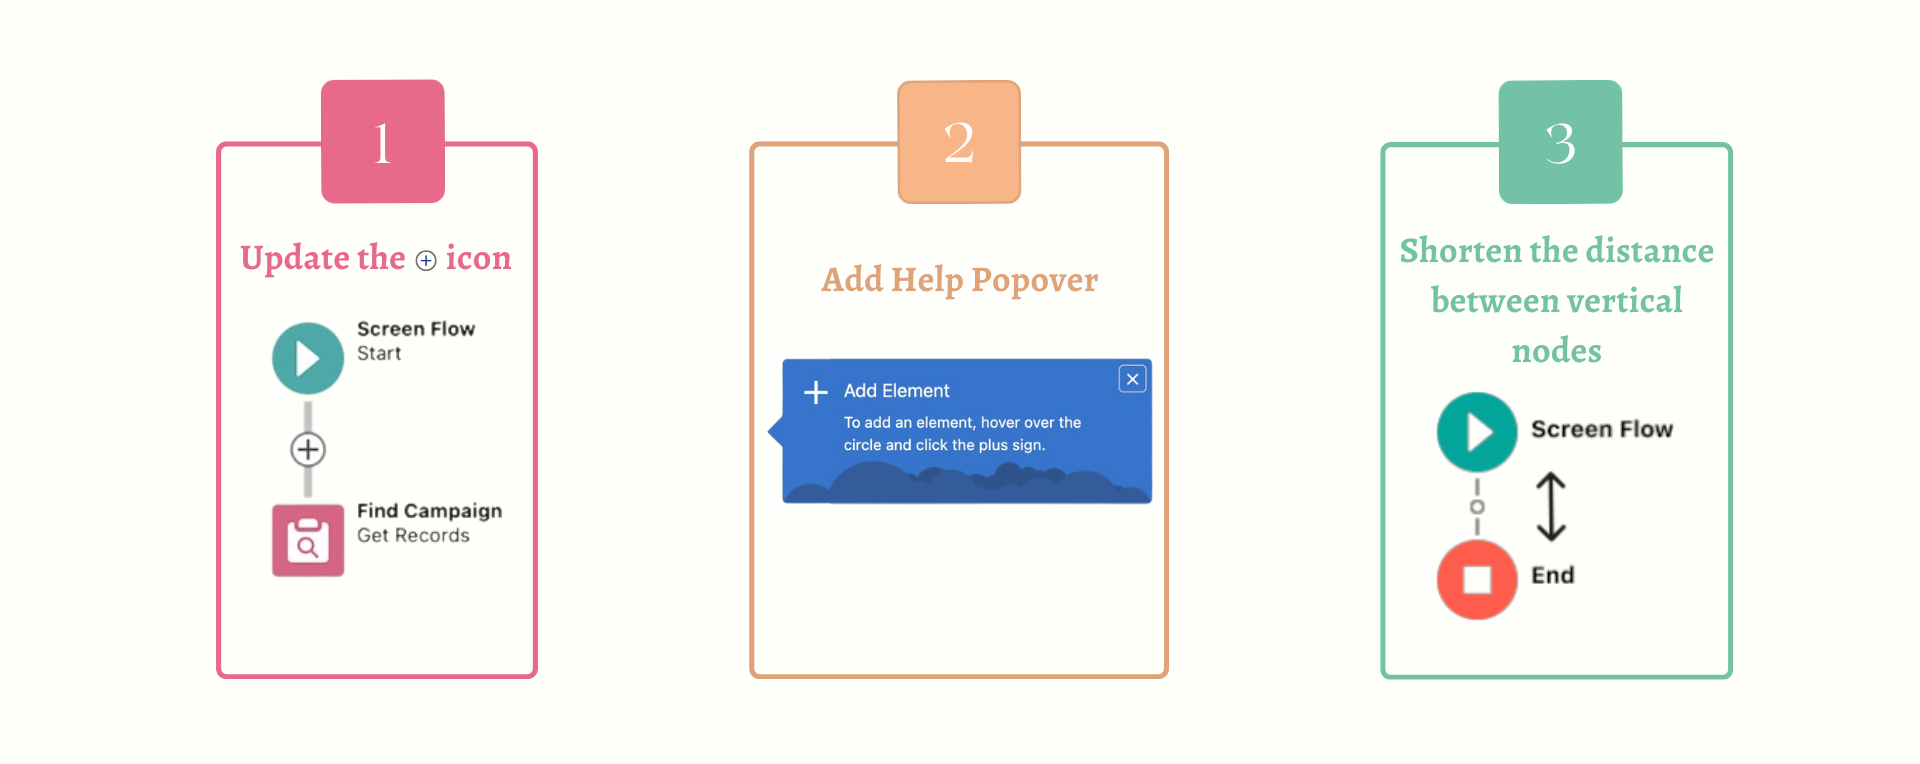 1
Update the icon
Screen Flow
Start
Find Campaign
Get Records
2
Add Help Popover
Add Element
To add an element, hover over the
circle and click the plus sign.
3
Shorten the distance
between vertical
nodes
Screen Flow
End